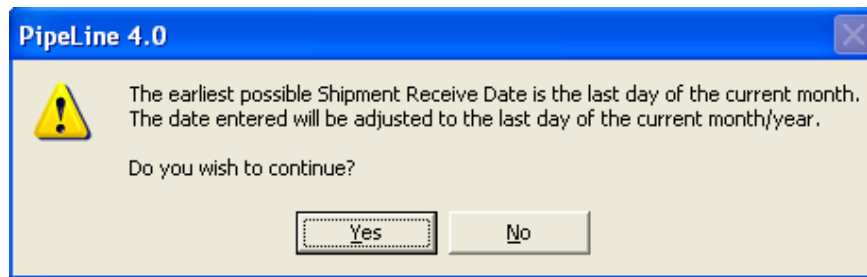 PipeLine 4.0
The earliest possible Shipment Receive Date is the last day of the current month.
The date entered will be adjusted to the last day of the current month/year.
Do you wish to continue?
Yes
No